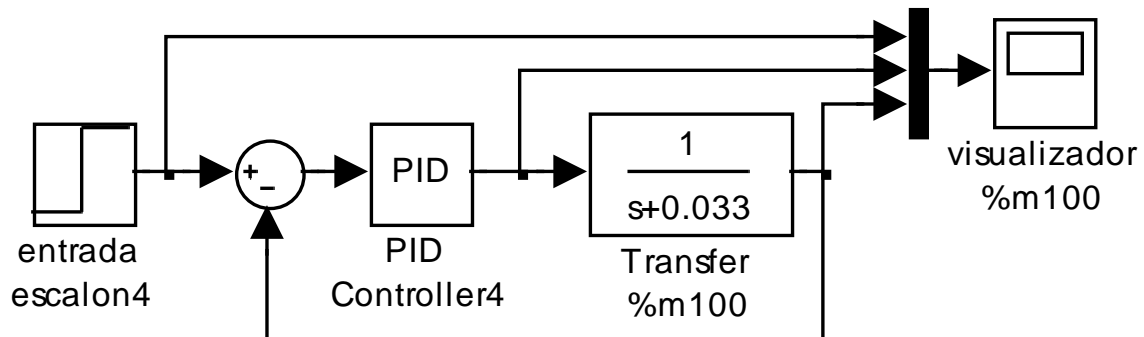 +
−
PID
1
s+0.033
visualizador
%m100
entrada
escalon4
PID
Controller4
Transfer
%m100